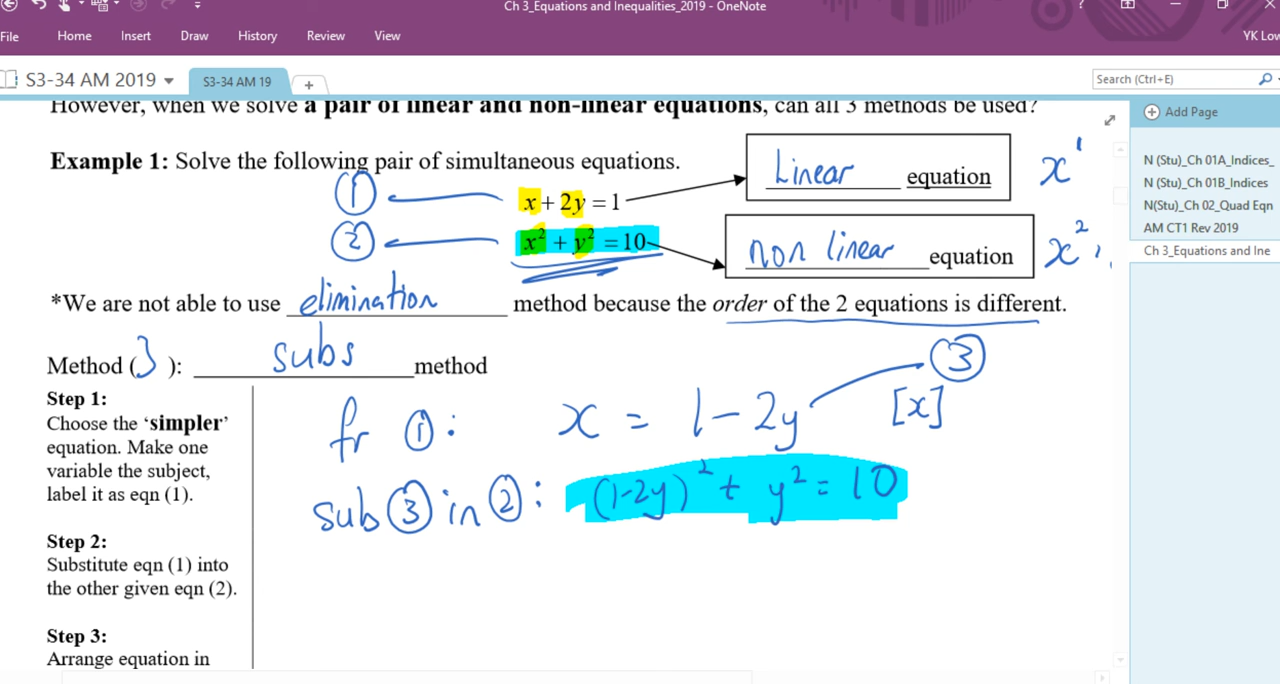 Ch 3_Equations and Inequalities_2019 - OneNote
File Home Insert Draw History Review View YK Low
S3-34 AM 2019 S3-34 AM 19 + Search (Ctrl+E)
However, when we solve a pair of linear and non-linear equations, can all 3 methods be used?
Add Page
Example 1: Solve the following pair of simultaneous equations.
Linear equation x¹
① x + 2y = 1
② x² + y² = 10
non linear equation x²
N (Stu)_Ch 01A_Indices_
N (Stu)_Ch 01B_Indices
N(Stu)_Ch 02_Quad Eqn
AM CT1 Rev 2019
Ch 3_Equations and Ine
*We are not able to use elimination method because the order of the 2 equations is different.
Method (3): subs method
Step 1:
Choose the ‘simpler’
equation. Make one
variable the subject,
label it as eqn (1).
Step 2:
Substitute eqn (1) into
the other given eqn (2).
Step 3:
Arrange equation in
fr ①: x = 1 - 2y ③ [x]
sub ③ in ②: (1-2y)² + y² = 10